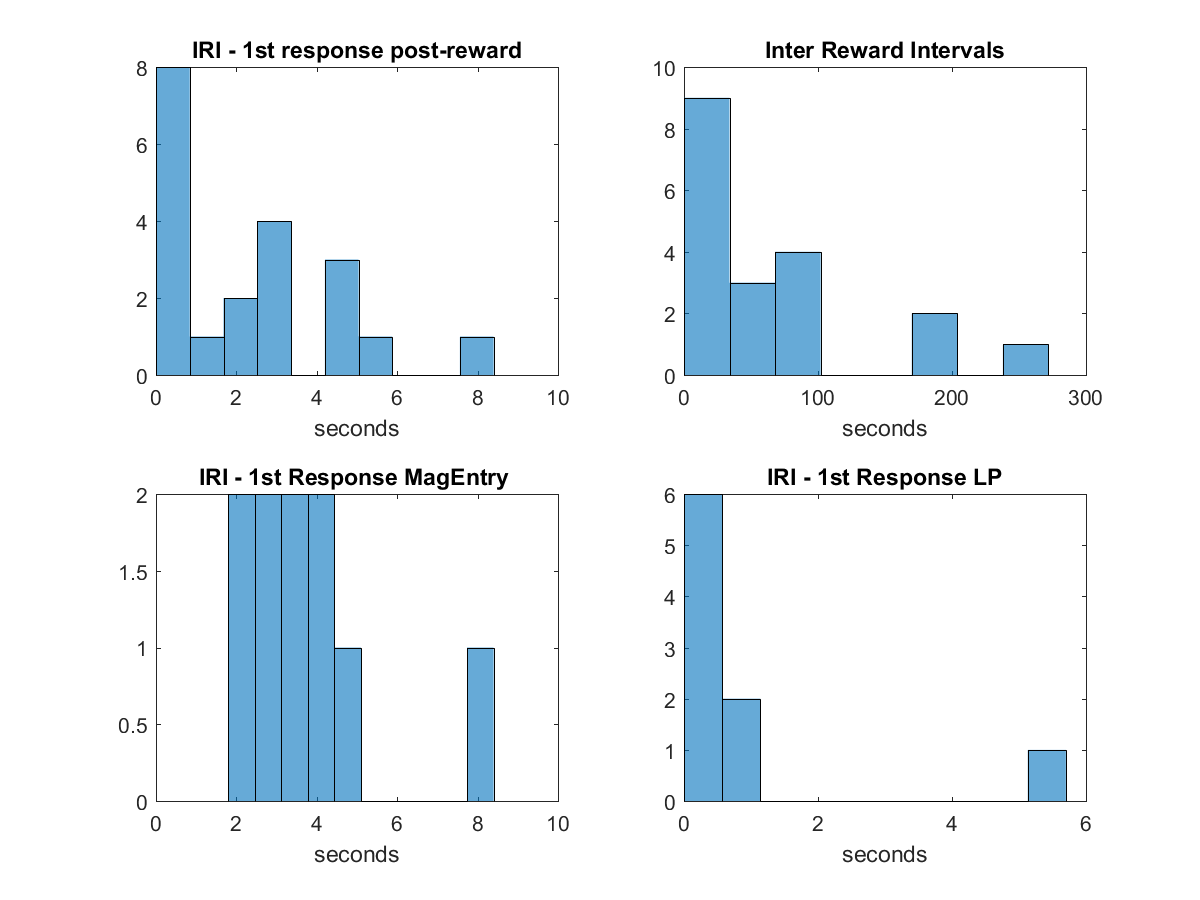 IRI - 1st response post-reward
8
6
4
2
0
0 2 4 6 8 10
seconds
Inter Reward Intervals
10
8
6
4
2
0
0 100 200 300
seconds
IRI - 1st Response MagEntry
2
1.5
1
0.5
0
0 2 4 6 8 10
seconds
IRI - 1st Response LP
6
5
4
3
2
1
0
0 2 4 6
seconds